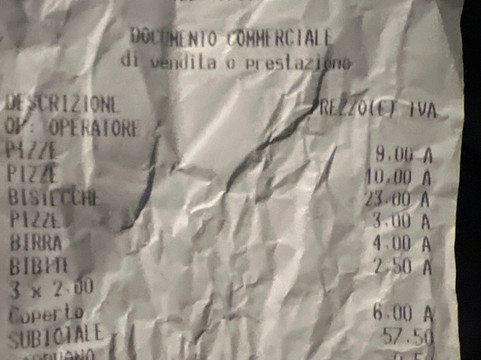 DOCUMENTO COMMERCIALE
di vendita o prestazione
DESCRIZIONE PREZZO(€) IVA
OP: OPERATORE
PIZZE 9.00 A
PIZZE 10.00 A
BISTECCHE 23.00 A
PIZZE 3.00 A
BIRRA 4.00 A
BIBITE 2.50 A
3 x 2.00
Coperto 6.00 A
SUBTOTALE 57.50